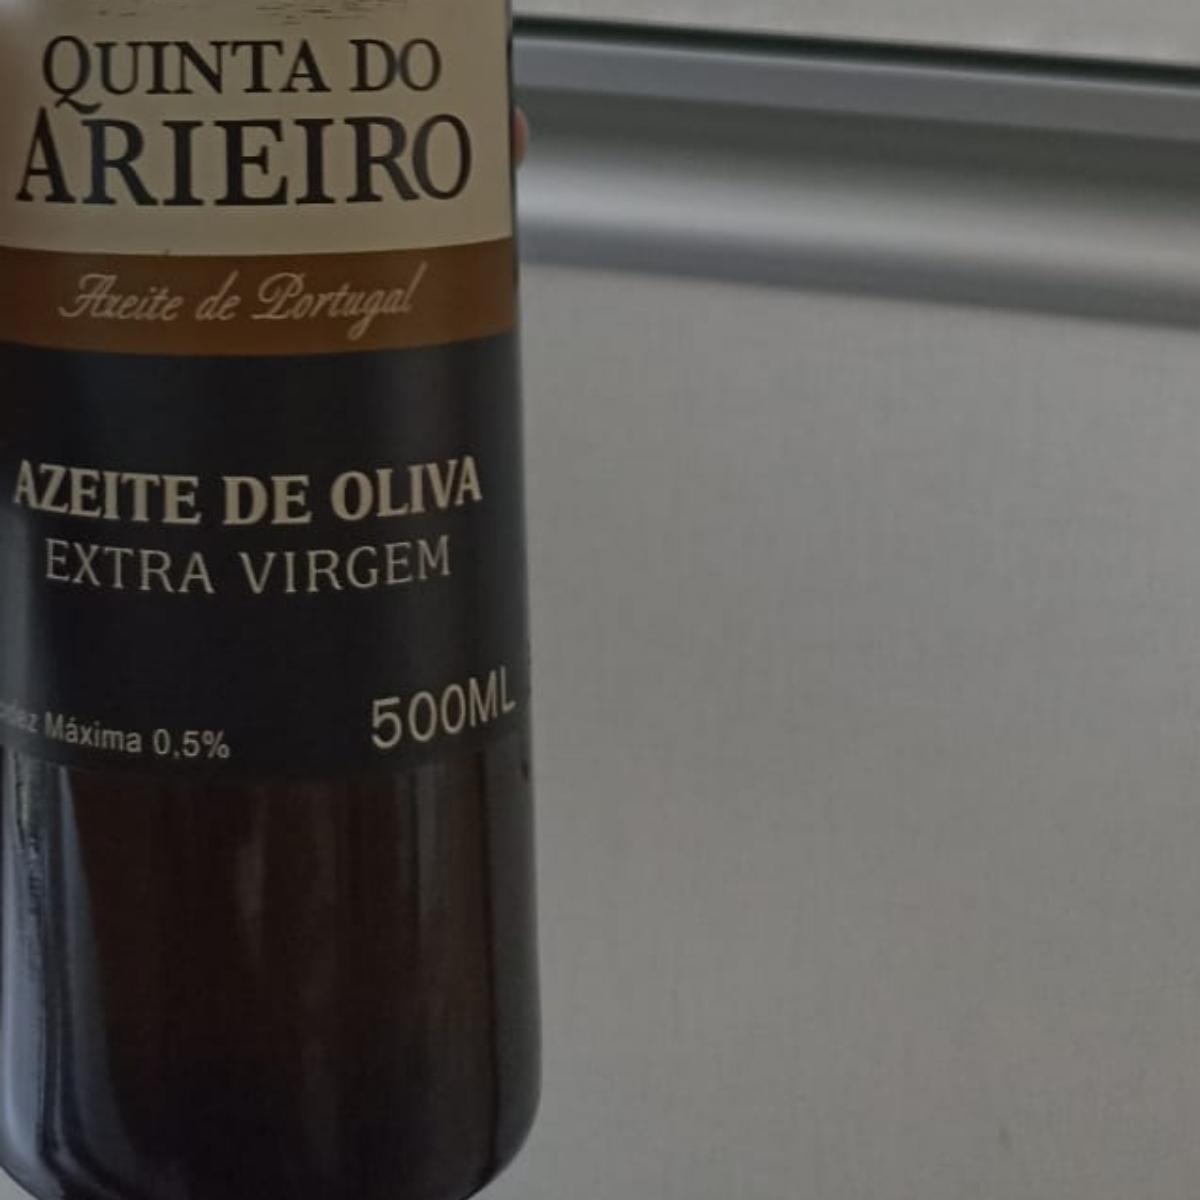 QUINTA DO
ARIEIRO
Azeite de Portugal
AZEITE DE OLIVA
EXTRA VIRGEM
Máxima 0,5%
500ML